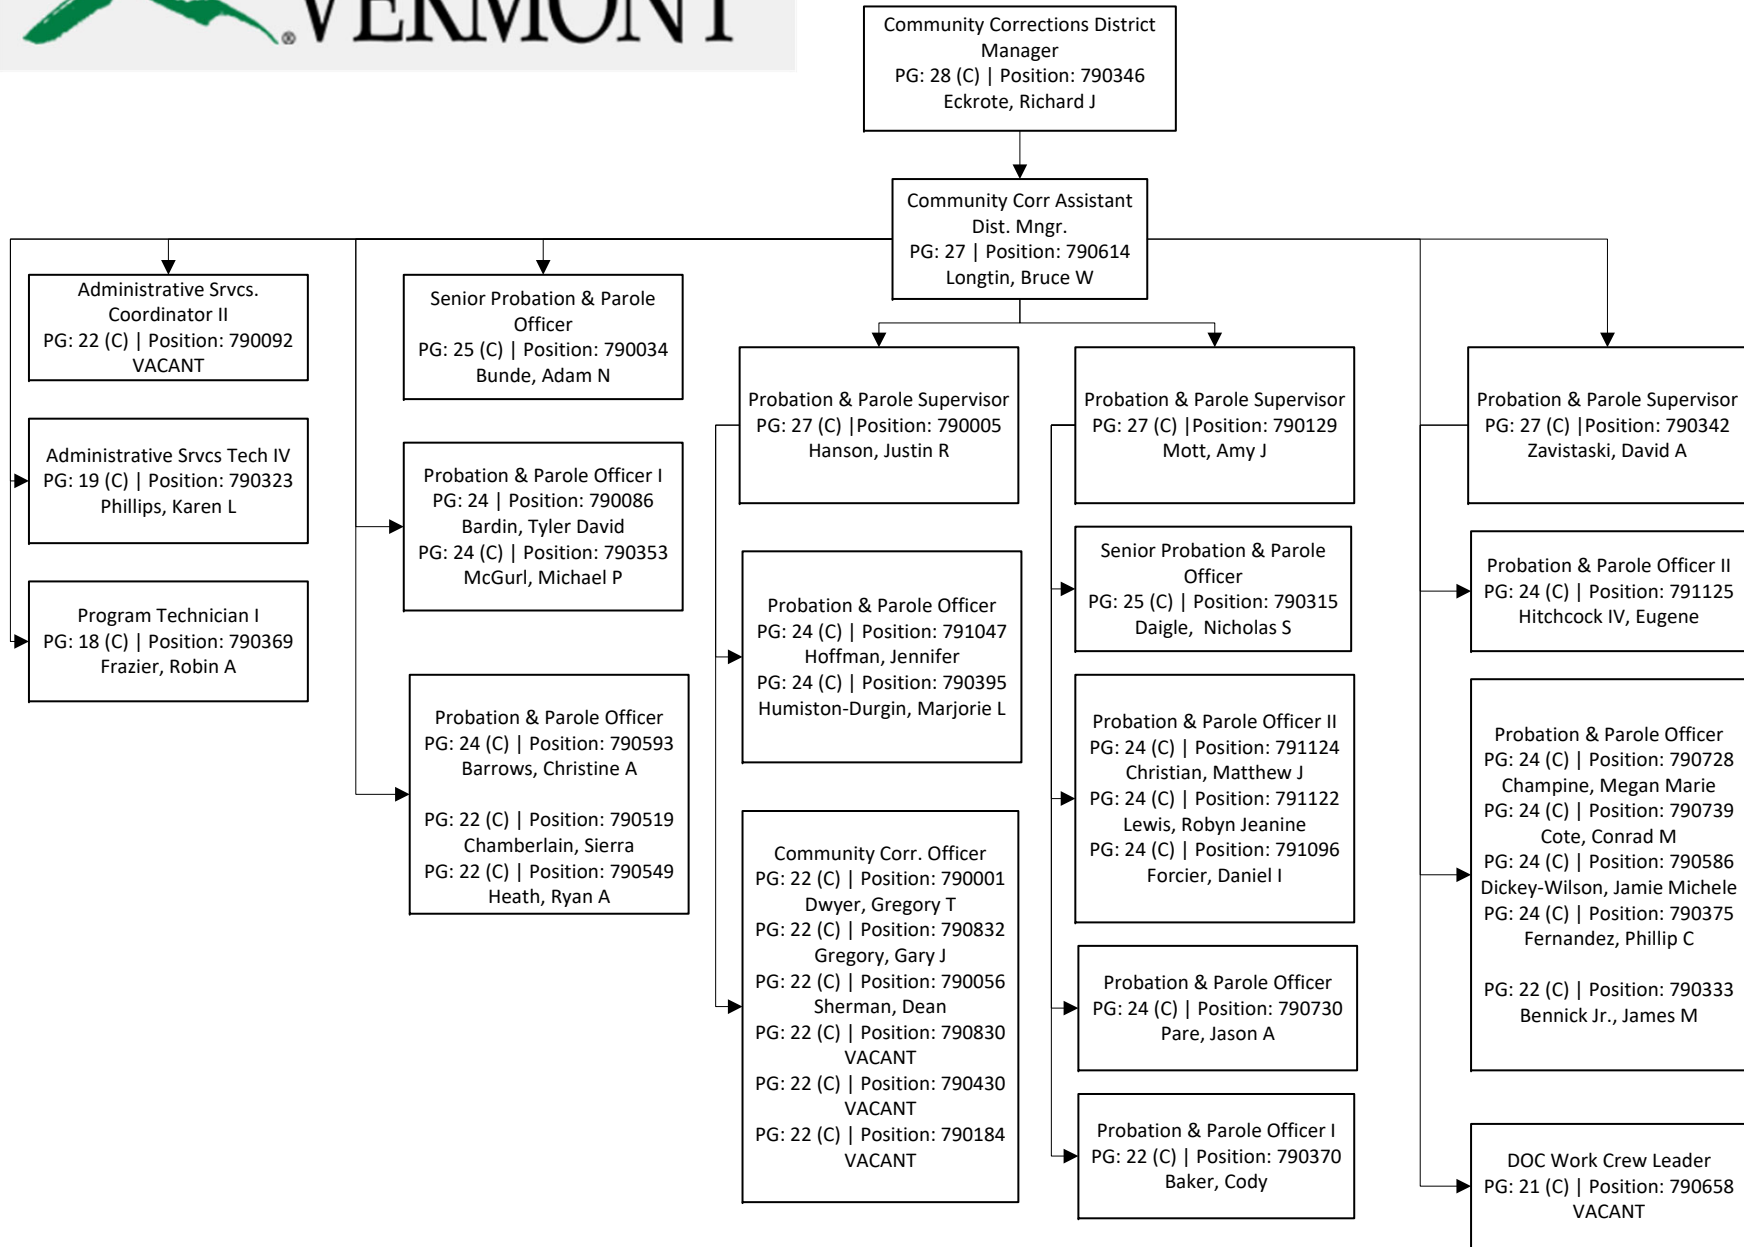 VERMONT
®
Community Corrections District
Manager
PG: 28 (C) | Position: 790346
Eckrote, Richard J
Community Corr Assistant
Dist. Mngr.
PG: 27 | Position: 790614
Longtin, Bruce W
Administrative Srvcs.
Coordinator II
PG: 22 (C) | Position: 790092
VACANT
Administrative Srvcs Tech IV
PG: 19 (C) | Position: 790323
Phillips, Karen L
Program Technician I
PG: 18 (C) | Position: 790369
Frazier, Robin A
Senior Probation & Parole
Officer
PG: 25 (C) | Position: 790034
Bunde, Adam N
Probation & Parole Officer I
PG: 24 | Position: 790086
Bardin, Tyler David
PG: 24 (C) | Position: 790353
McGurl, Michael P
Probation & Parole Officer
PG: 24 (C) | Position: 790593
Barrows, Christine A
PG: 22 (C) | Position: 790519
Chamberlain, Sierra
PG: 22 (C) | Position: 790549
Heath, Ryan A
Probation & Parole Supervisor
PG: 27 (C) |Position: 790005
Hanson, Justin R
Probation & Parole Officer
PG: 24 (C) | Position: 791047
Hoffman, Jennifer
PG: 24 (C) | Position: 790395
Humiston-Durgin, Marjorie L
Community Corr. Officer
PG: 22 (C) | Position: 790001
Dwyer, Gregory T
PG: 22 (C) | Position: 790832
Gregory, Gary J
PG: 22 (C) | Position: 790056
Sherman, Dean
PG: 22 (C) | Position: 790830
VACANT
PG: 22 (C) | Position: 790430
VACANT
PG: 22 (C) | Position: 790184
VACANT
Probation & Parole Supervisor
PG: 27 (C) |Position: 790129
Mott, Amy J
Senior Probation & Parole
Officer
PG: 25 (C) | Position: 790315
Daigle, Nicholas S
Probation & Parole Officer II
PG: 24 (C) | Position: 791124
Christian, Matthew J
PG: 24 (C) | Position: 791122
Lewis, Robyn Jeanine
PG: 24 (C) | Position: 791096
Forcier, Daniel I
Probation & Parole Officer
PG: 24 (C) | Position: 790730
Pare, Jason A
Probation & Parole Officer I
PG: 22 (C) | Position: 790370
Baker, Cody
Probation & Parole Supervisor
PG: 27 (C) |Position: 790342
Zavistaski, David A
Probation & Parole Officer II
PG: 24 (C) | Position: 791125
Hitchcock IV, Eugene
Probation & Parole Officer
PG: 24 (C) | Position: 790728
Champine, Megan Marie
PG: 24 (C) | Position: 790739
Cote, Conrad M
PG: 24 (C) | Position: 790586
Dickey-Wilson, Jamie Michele
PG: 24 (C) | Position: 790375
Fernandez, Phillip C
PG: 22 (C) | Position: 790333
Bennick Jr., James M
DOC Work Crew Leader
PG: 21 (C) | Position: 790658
VACANT